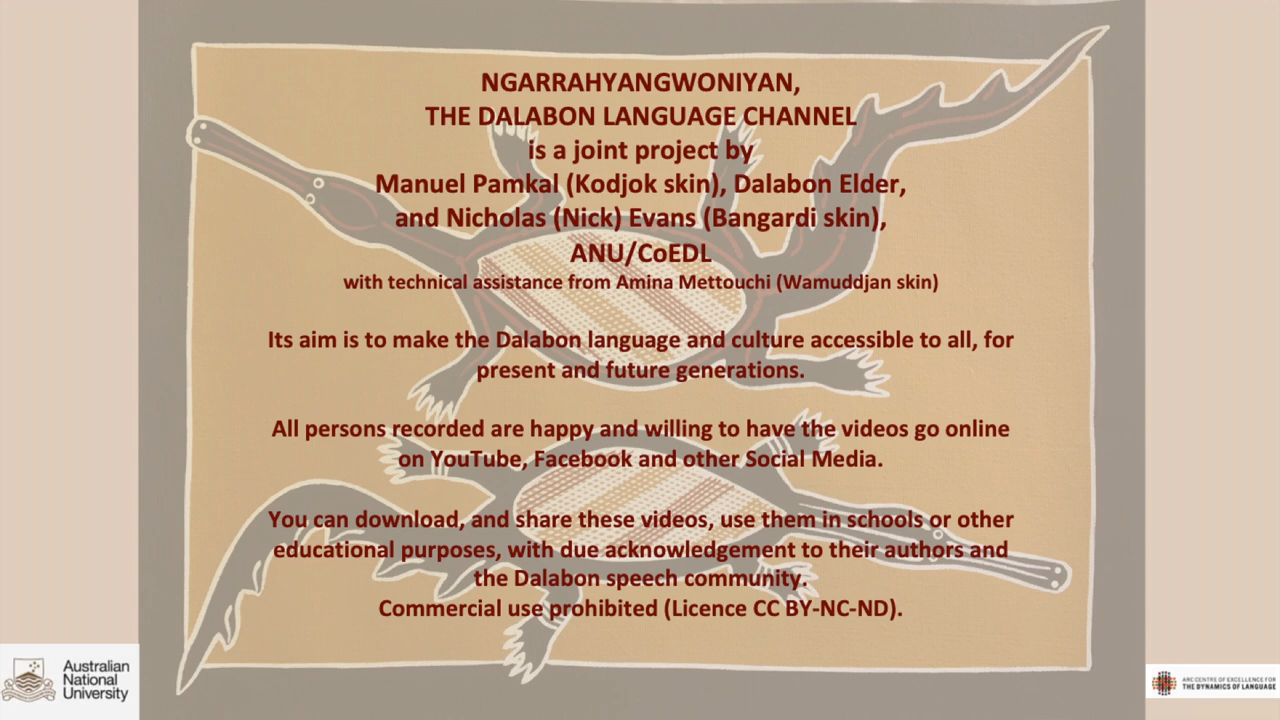 NGARRAHYANGWONIYAN,
THE DALABON LANGUAGE CHANNEL
is a joint project by
Manuel Pamkal (Kodjok skin), Dalabon Elder,
and Nicholas (Nick) Evans (Bangardi skin),
ANU/CoEDL
with technical assistance from Amina Mettouchi (Wamuddjan skin)
Its aim is to make the Dalabon language and culture accessible to all, for
present and future generations.
All persons recorded are happy and willing to have the videos go online
on YouTube, Facebook and other Social Media.
You can download, and share these videos, use them in schools or other
educational purposes, with due acknowledgement to their authors and
the Dalabon speech community.
Commercial use prohibited (Licence CC BY-NC-ND).
Australian
National
University
ARC CENTRE OF EXCELLENCE FOR
THE DYNAMICS OF LANGUAGE